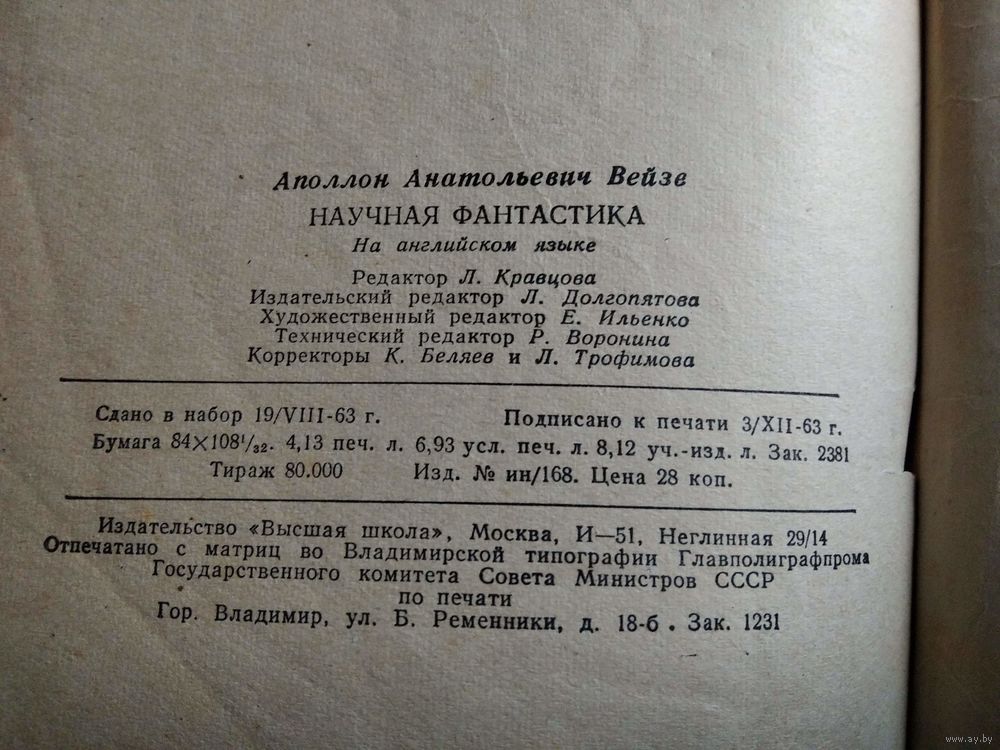 Аполлон Анатольевич Вейзе
НАУЧНАЯ ФАНТАСТИКА
На английском языке
Редактор Л. Кравцова
Издательский редактор Л. Долгопятова
Художественный редактор Е. Ильенко
Технический редактор Р. Воронина
Корректоры К. Беляев и Л. Трофимова
Сдано в набор 19/VIII-63 г. Подписано к печати 3/XII-63 г.
Бумага 84×108¹/₃₂. 4,13 печ. л. 6,93 усл. печ. л. 8,12 уч.-изд. л. Зак. 2381
Тираж 80.000 Изд. № ин/168. Цена 28 коп.
Издательство «Высшая школа», Москва, И—51, Неглинная 29/14
Отпечатано с матриц во Владимирской типографии Главполиграфпрома
Государственного комитета Совета Министров СССР
по печати
Гор. Владимир, ул. Б. Ременники, д. 18-б. Зак. 1231
www.ay.by